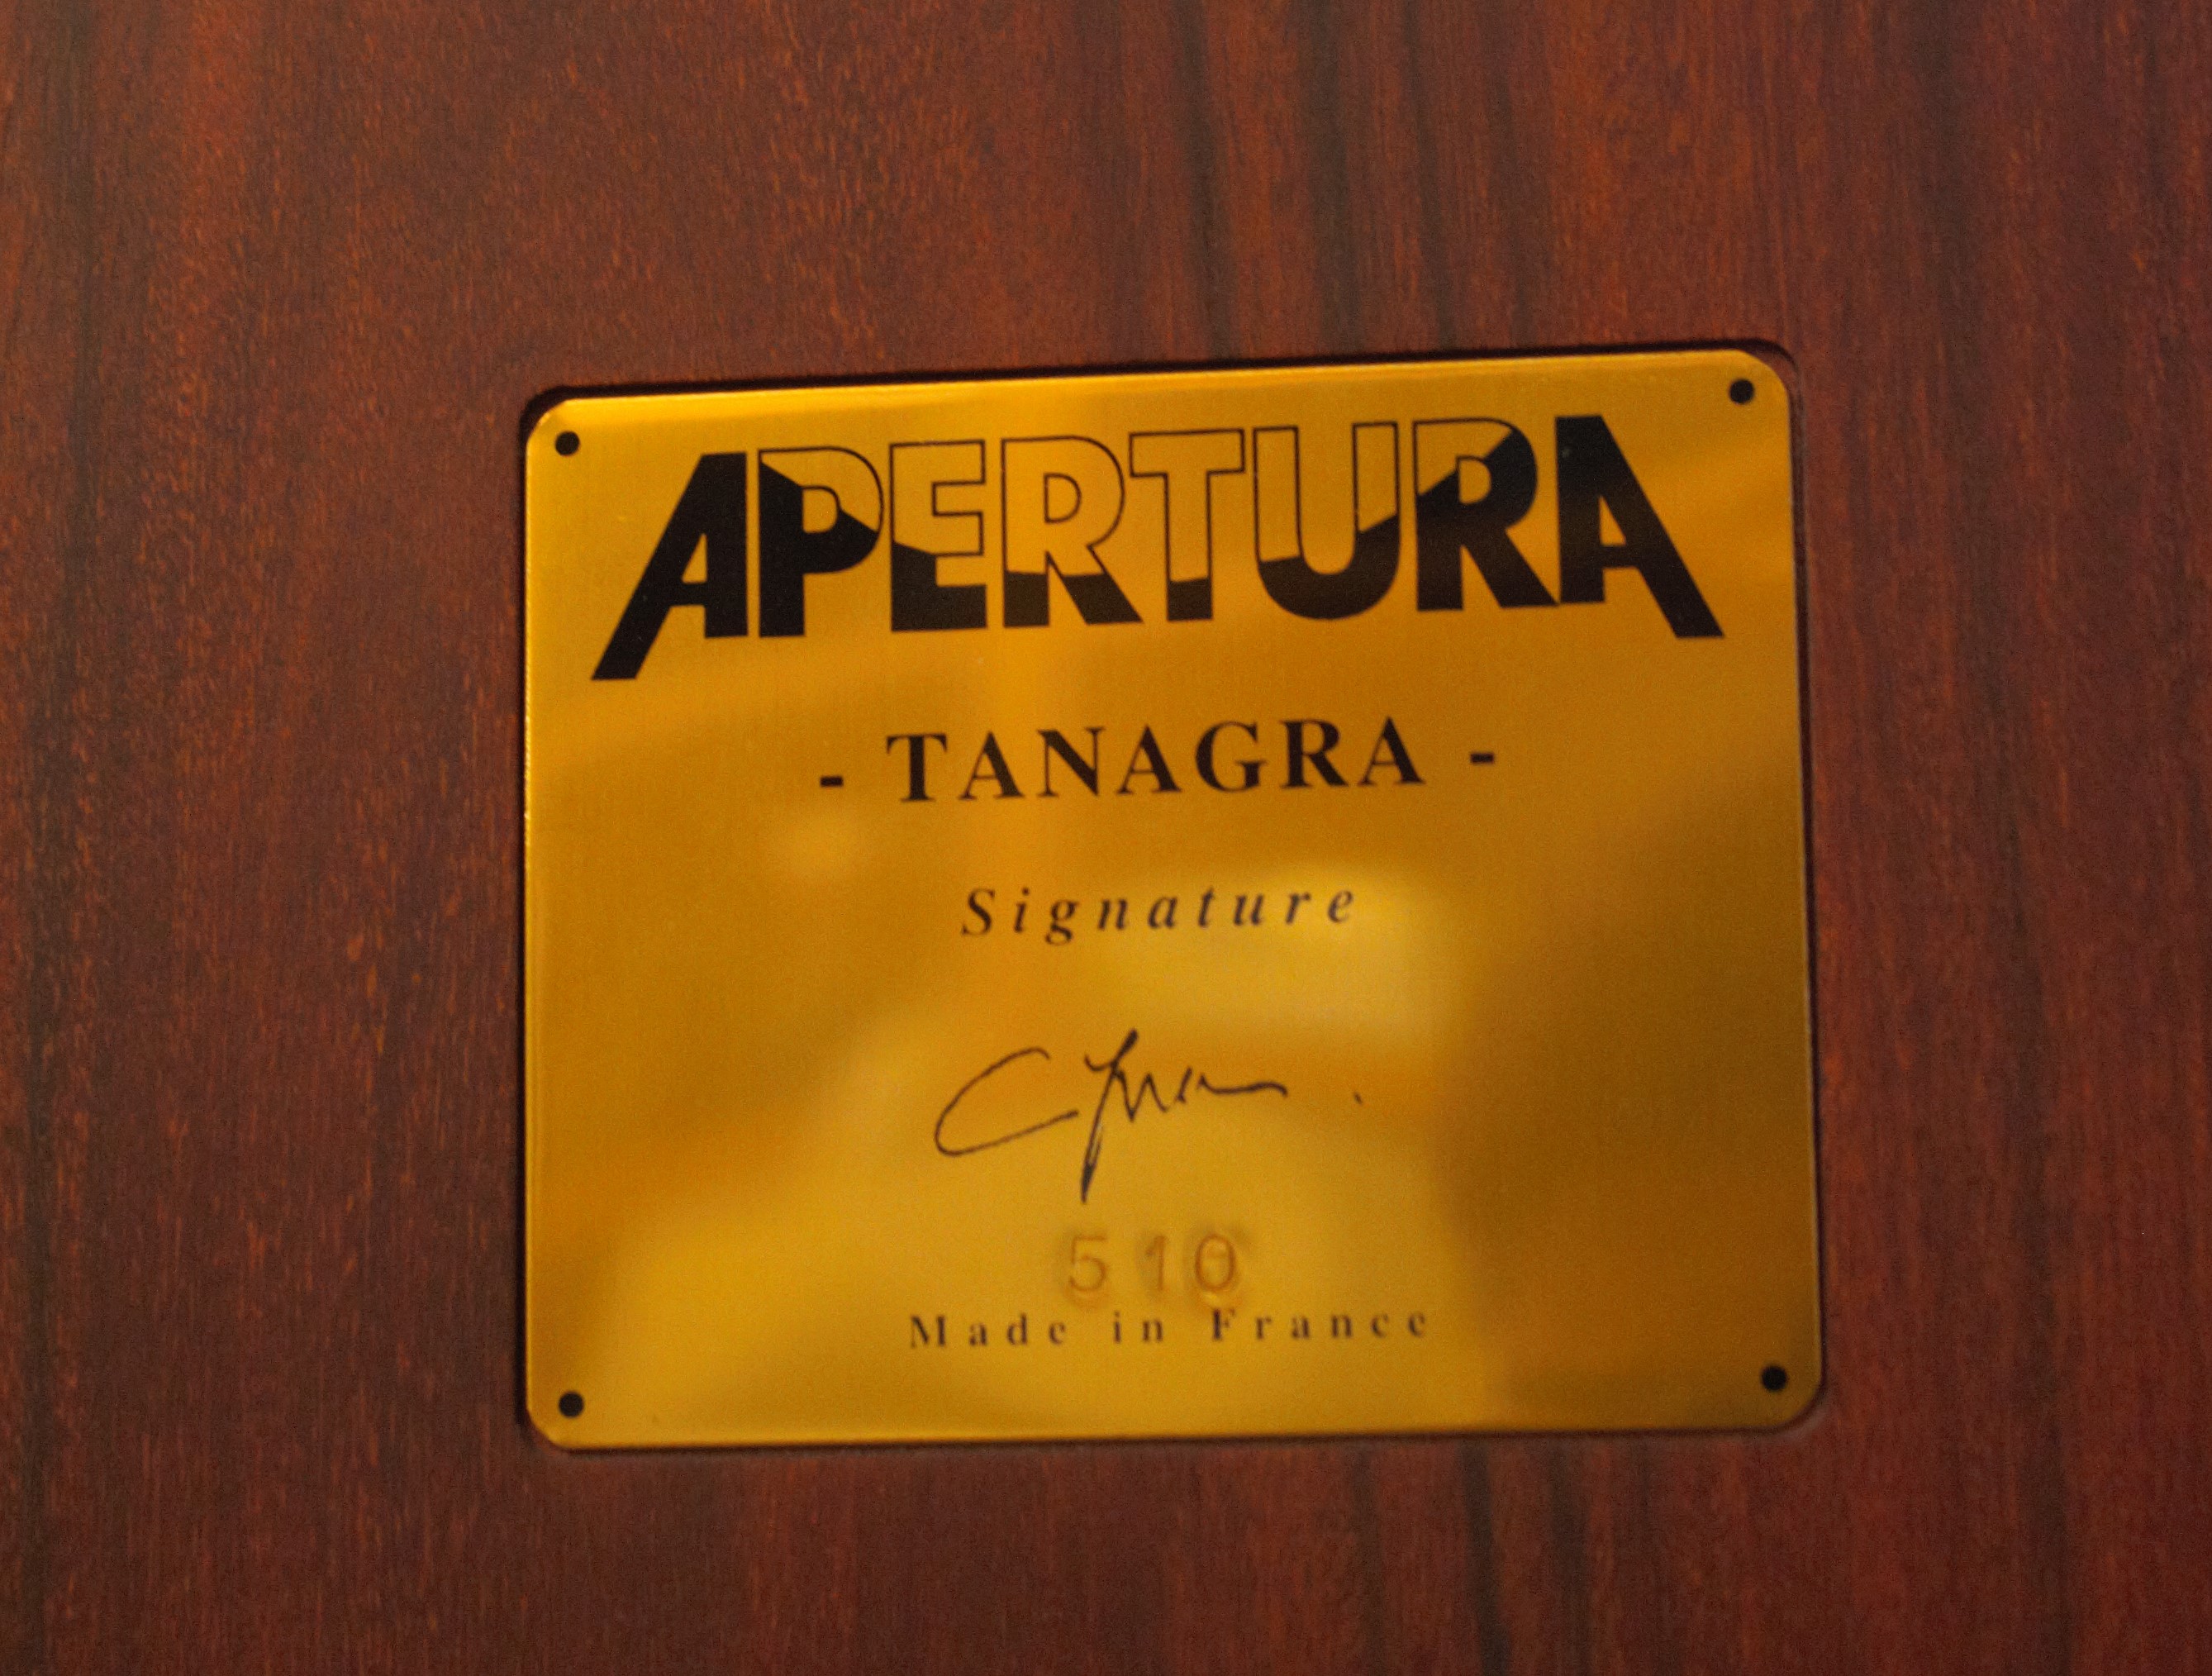 APERTURA
- TANAGRA -
Signature
510
Made in France